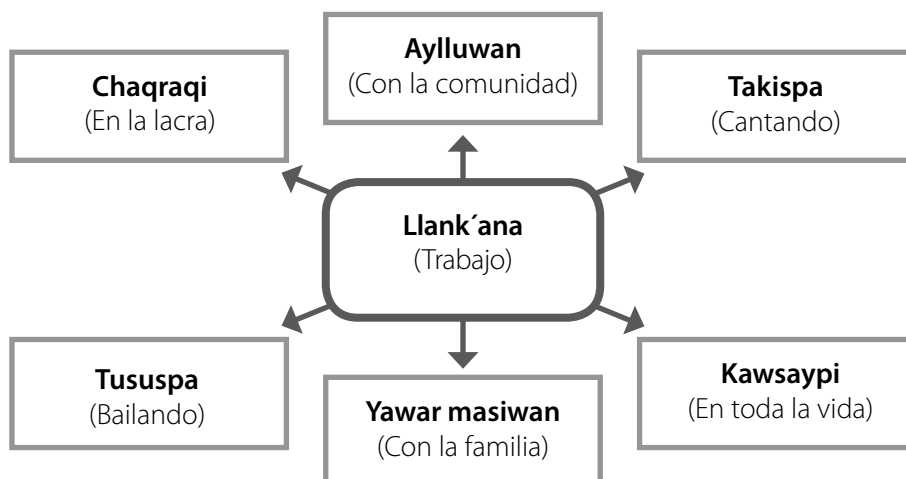 Aylluwan
(Con la comunidad)
Chaqraqi
(En la lacra)
Takispa
(Cantando)
Llank´ana
(Trabajo)
Tususpa
(Bailando)
Yawar masiwan
(Con la familia)
Kawsaypi
(En toda la vida)